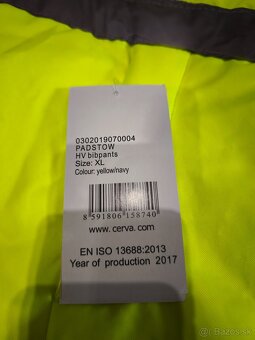 0302019070004
PADSTOW
HV bibpants
Size: XL
Colour: yellow/navy
8 591806 158740
www.cerva.com
EN ISO 13688:2013
Year of production 2017
Bazos.sk